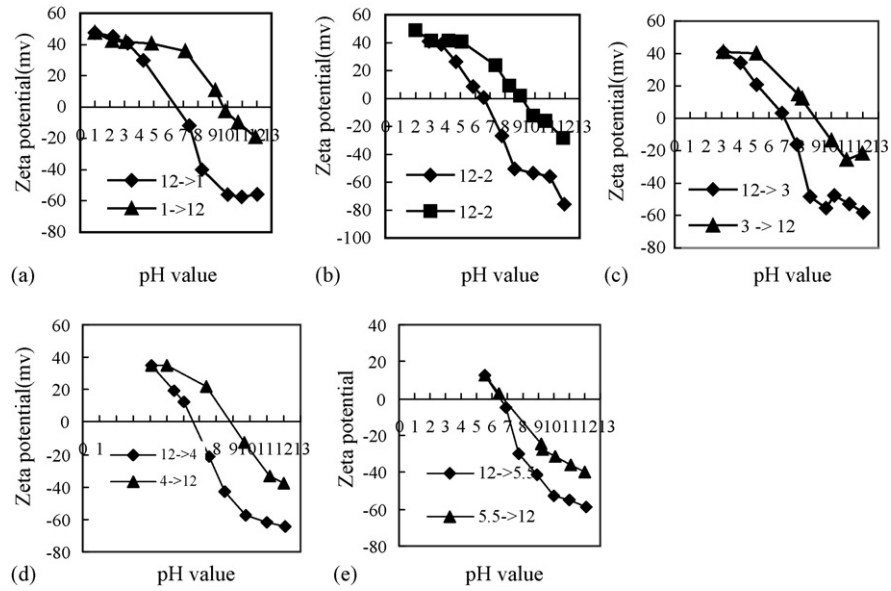 60
40
20
0
-20
-40
-60
-80
Zeta potential(mv)
0 1 2 3 4 5 6 7 8 9 10 11 12 13
12->1
1->12
(a)
pH value
60
40
20
0
-20
-40
-60
-80
-100
Zeta potential(mv)
0 1 2 3 4 5 6 7 8 9 10 11 12 13
12-2
12-2
(b)
pH value
60
40
20
0
-20
-40
-60
-80
Zeta potential(mv)
0 1 2 3 4 5 6 7 8 9 10 11 12 13
12-> 3
3 -> 12
(c)
pH value
60
40
20
0
-20
-40
-60
-80
Zeta potential(mv)
0 1 8 9 10 11 12 13
12->4
4->12
(d)
pH value
40
20
0
-20
-40
-60
-80
Zeta potential
0 1 2 3 4 5 6 7 8 9 10 11 12 13
12->5.5
5.5->12
(e)
pH value